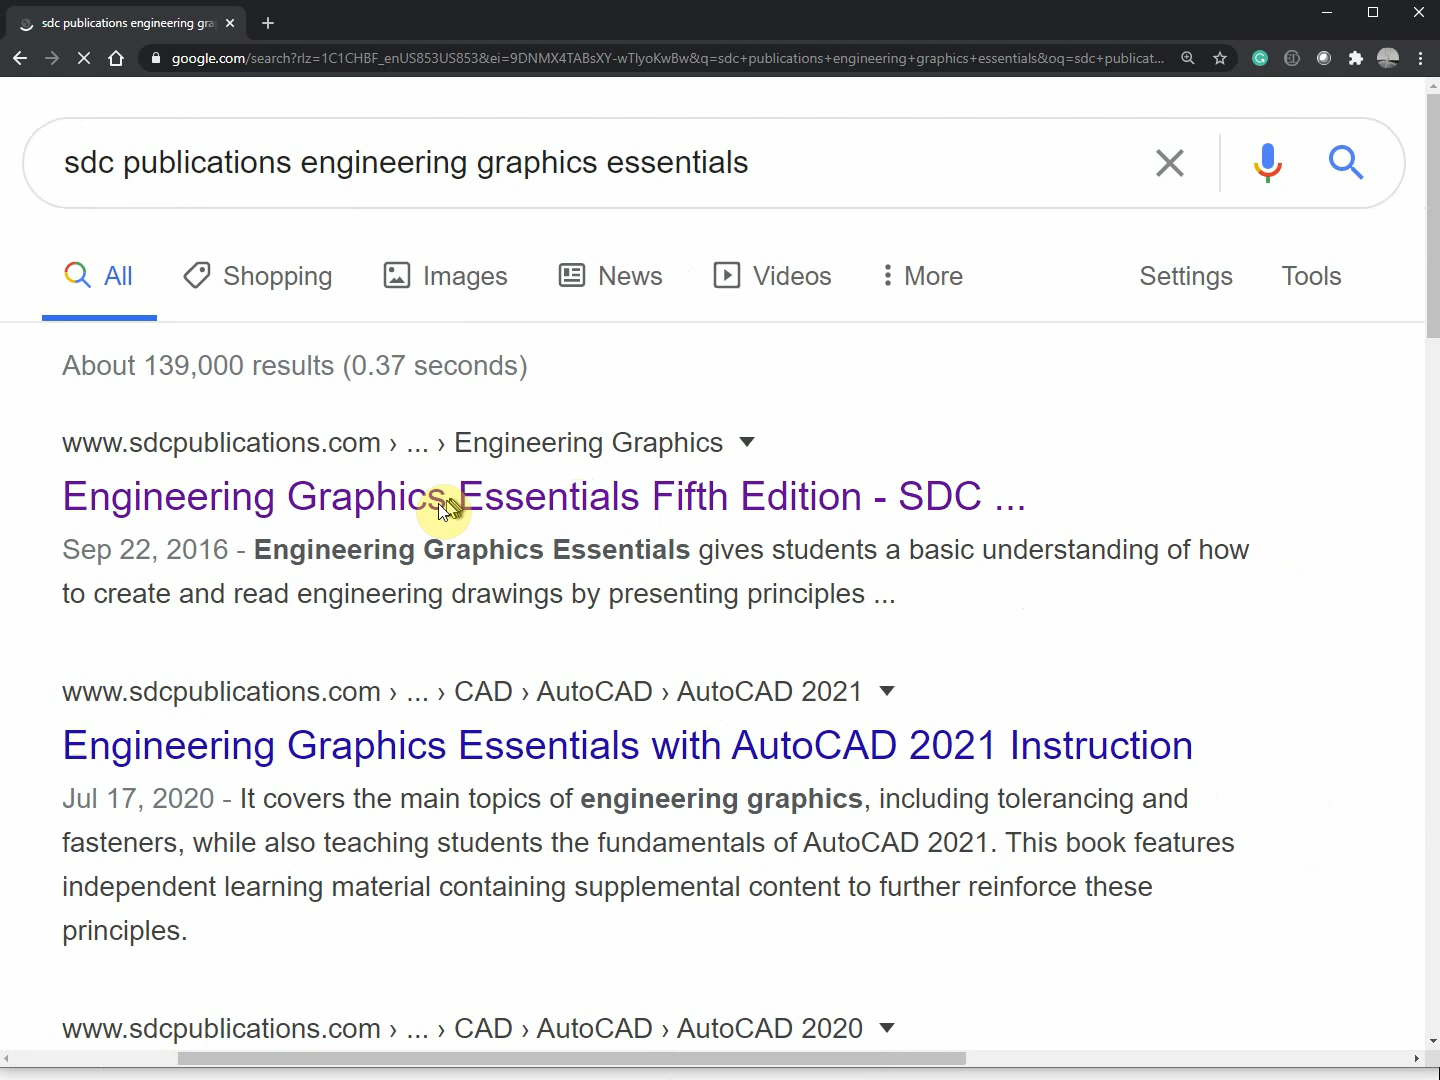 sdc publications engineering gra
google.com/search?rlz=1C1CHBF_enUS853US853&ei=9DNMX4TABsXY-wTlyoKwBw&q=sdc+publications+engineering+graphics+essentials&oq=sdc+publicat...
sdc publications engineering graphics essentials
All Shopping Images News Videos More Settings Tools
About 139,000 results (0.37 seconds)
www.sdcpublications.com › ... › Engineering Graphics
Engineering Graphics Essentials Fifth Edition - SDC ...
Sep 22, 2016 - Engineering Graphics Essentials gives students a basic understanding of how
to create and read engineering drawings by presenting principles ...
www.sdcpublications.com › ... › CAD › AutoCAD › AutoCAD 2021
Engineering Graphics Essentials with AutoCAD 2021 Instruction
Jul 17, 2020 - It covers the main topics of engineering graphics, including tolerancing and
fasteners, while also teaching students the fundamentals of AutoCAD 2021. This book features
independent learning material containing supplemental content to further reinforce these
principles.
www.sdcpublications.com › ... › CAD › AutoCAD › AutoCAD 2020